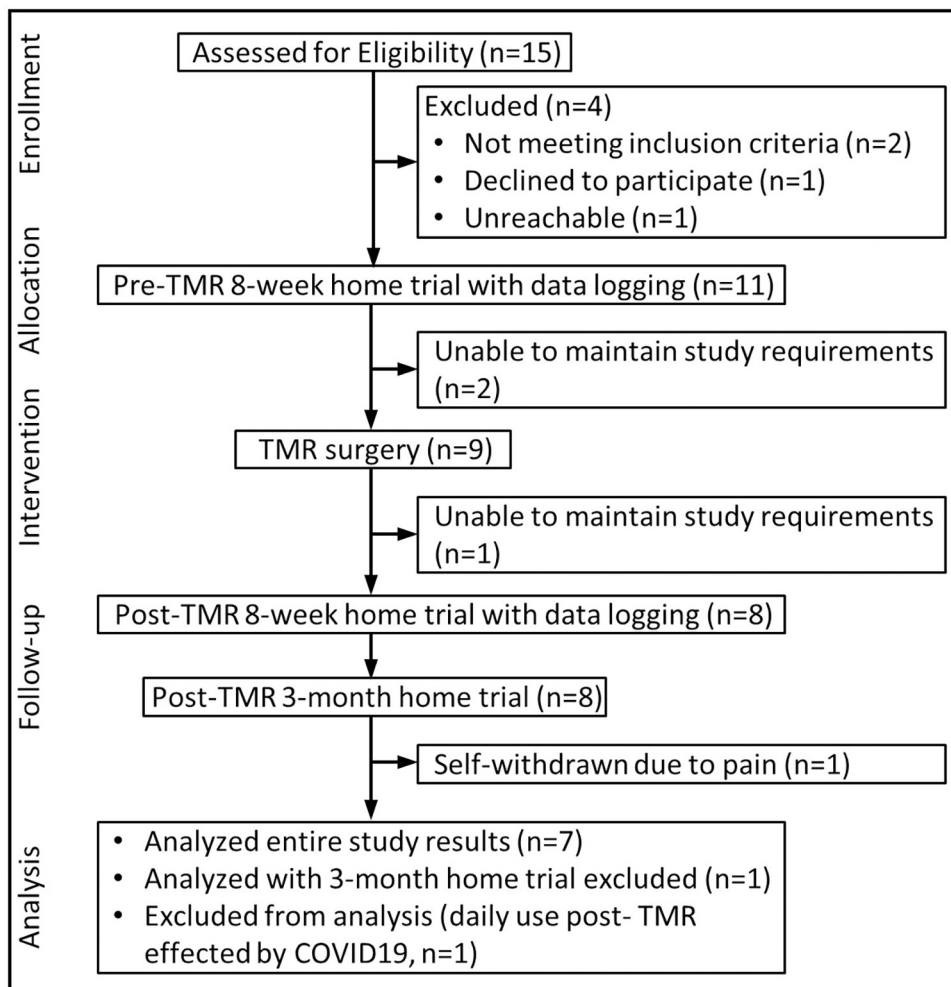 Enrollment
Assessed for Eligibility (n=15)
Excluded (n=4)
• Not meeting inclusion criteria (n=2)
• Declined to participate (n=1)
• Unreachable (n=1)
Allocation
Pre-TMR 8-week home trial with data logging (n=11)
Unable to maintain study requirements
(n=2)
Intervention
TMR surgery (n=9)
Unable to maintain study requirements
(n=1)
Follow-up
Post-TMR 8-week home trial with data logging (n=8)
Post-TMR 3-month home trial (n=8)
Self-withdrawn due to pain (n=1)
Analysis
• Analyzed entire study results (n=7)
• Analyzed with 3-month home trial excluded (n=1)
• Excluded from analysis (daily use post- TMR
effected by COVID19, n=1)